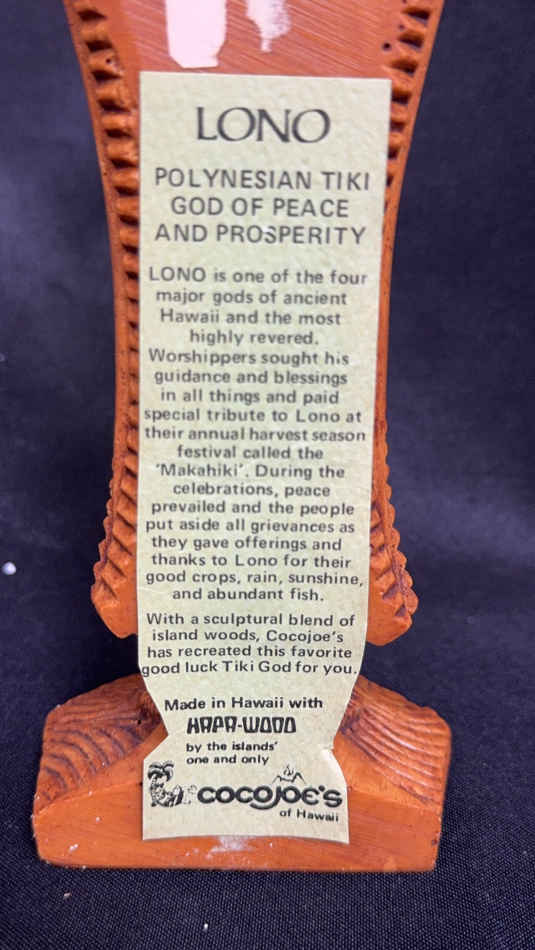 LONO
POLYNESIAN TIKI
GOD OF PEACE
AND PROSPERITY
LONO is one of the four
major gods of ancient
Hawaii and the most
highly revered.
Worshippers sought his
guidance and blessings
in all things and paid
special tribute to Lono at
their annual harvest season
festival called the
'Makahiki'. During the
celebrations, peace
prevailed and the people
put aside all grievances as
they gave offerings and
thanks to Lono for their
good crops, rain, sunshine,
and abundant fish.
With a sculptural blend of
island woods, Cocojoe's
has recreated this favorite
good luck Tiki God for you.
Made in Hawaii with
HAPA-WOOD
by the islands'
one and only
COCOJOE'S
of Hawaii